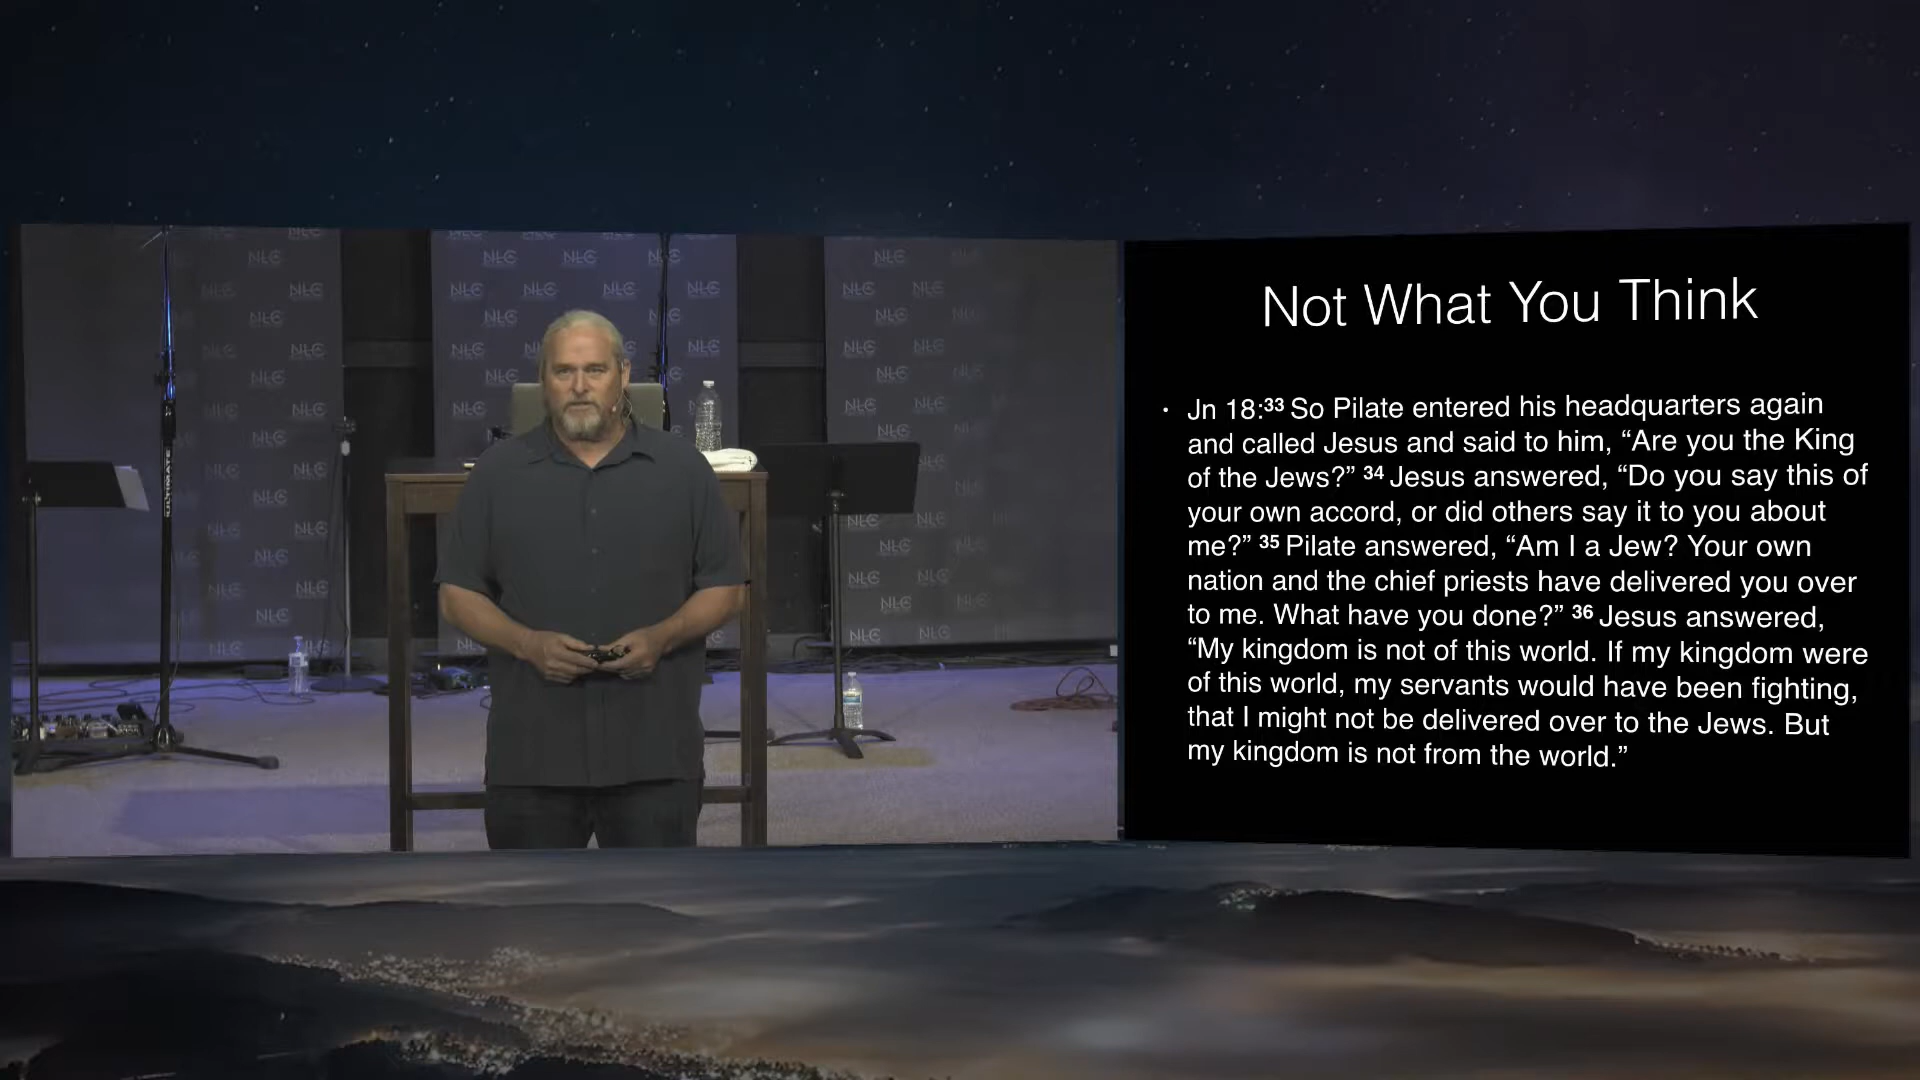 NLC
ULTIMATE
Not What You Think
• Jn 18:³³ So Pilate entered his headquarters again
and called Jesus and said to him, “Are you the King
of the Jews?” ³⁴ Jesus answered, “Do you say this of
your own accord, or did others say it to you about
me?” ³⁵ Pilate answered, “Am I a Jew? Your own
nation and the chief priests have delivered you over
to me. What have you done?” ³⁶ Jesus answered,
“My kingdom is not of this world. If my kingdom were
of this world, my servants would have been fighting,
that I might not be delivered over to the Jews. But
my kingdom is not from the world.”